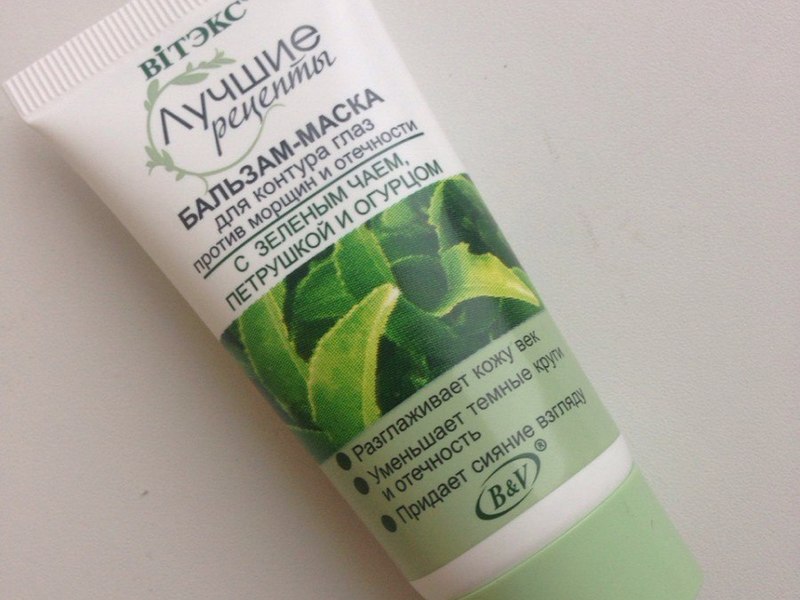 ВІТЭКС
Лучшие
рецепты
БАЛЬЗАМ-МАСКА
для контура глаз
против морщин и отечности
С ЗЕЛЕНЫМ ЧАЕМ,
ПЕТРУШКОЙ И ОГУРЦОМ
• Разглаживает кожу век
• Уменьшает темные круги
и отечность
• Придает сияние взгляду
B&V®